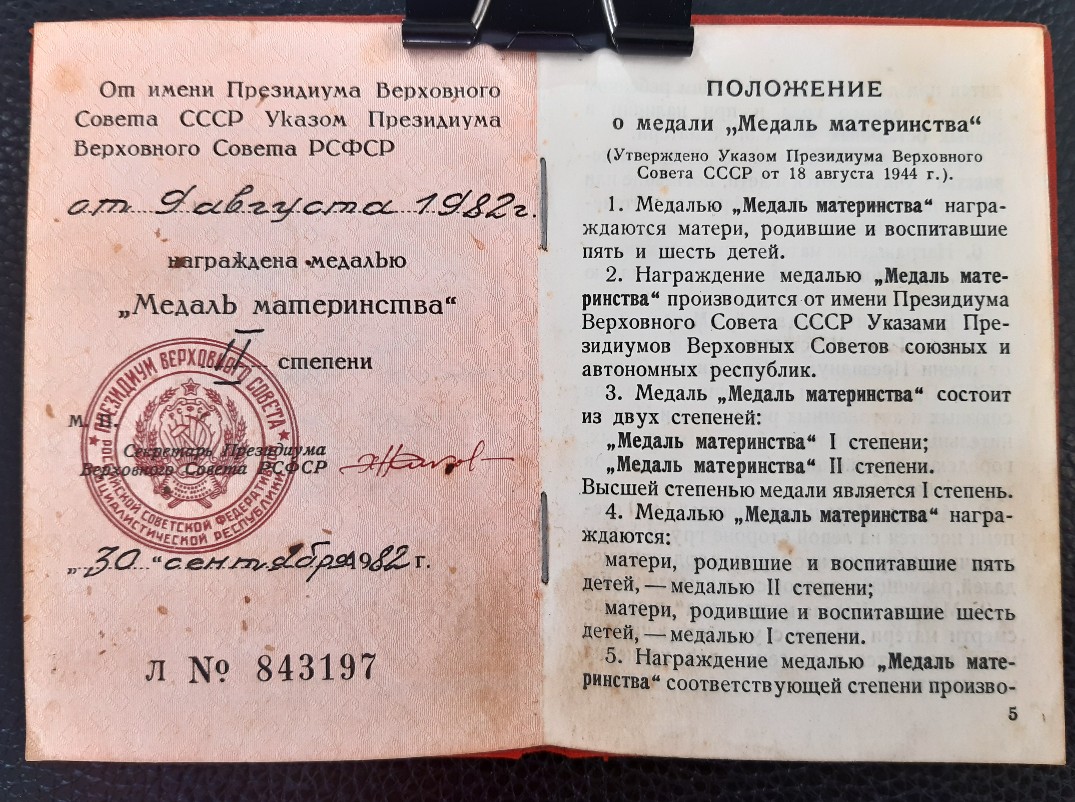 От имени Президиума Верховного
Совета СССР Указом Президиума
Верховного Совета РСФСР
от 9 августа 1982 г.
награждена медалью
„Медаль материнства“
II степени
М. П.
ПРЕЗИДИУМ ВЕРХОВНОГО СОВЕТА
РОССИЙСКОЙ СОВЕТСКОЙ ФЕДЕРАТИВНОЙ
СОЦИАЛИСТИЧЕСКОЙ РЕСПУБЛИКИ
Секретарь Президиума
Верховного Совета РСФСР
„30“ сентября 1982 г.
Л № 843197
ПОЛОЖЕНИЕ
о медали „Медаль материнства“
(Утверждено Указом Президиума Верховного
Совета СССР от 18 августа 1944 г.).
1. Медалью „Медаль материнства“ награ-
ждаются матери, родившие и воспитавшие
пять и шесть детей.
2. Награждение медалью „Медаль мате-
ринства“ производится от имени Президиума
Верховного Совета СССР Указами Пре-
зидиумов Верховных Советов союзных и
автономных республик.
3. Медаль „Медаль материнства“ состоит
из двух степеней:
„Медаль материнства“ I степени;
„Медаль материнства“ II степени.
Высшей степенью медали является I степень.
4. Медалью „Медаль материнства“ награ-
ждаются:
матери, родившие и воспитавшие пять
детей, — медалью II степени;
матери, родившие и воспитавшие шесть
детей, — медалью I степени.
5. Награждение медалью „Медаль мате-
ринства“ соответствующей степени произво-
5